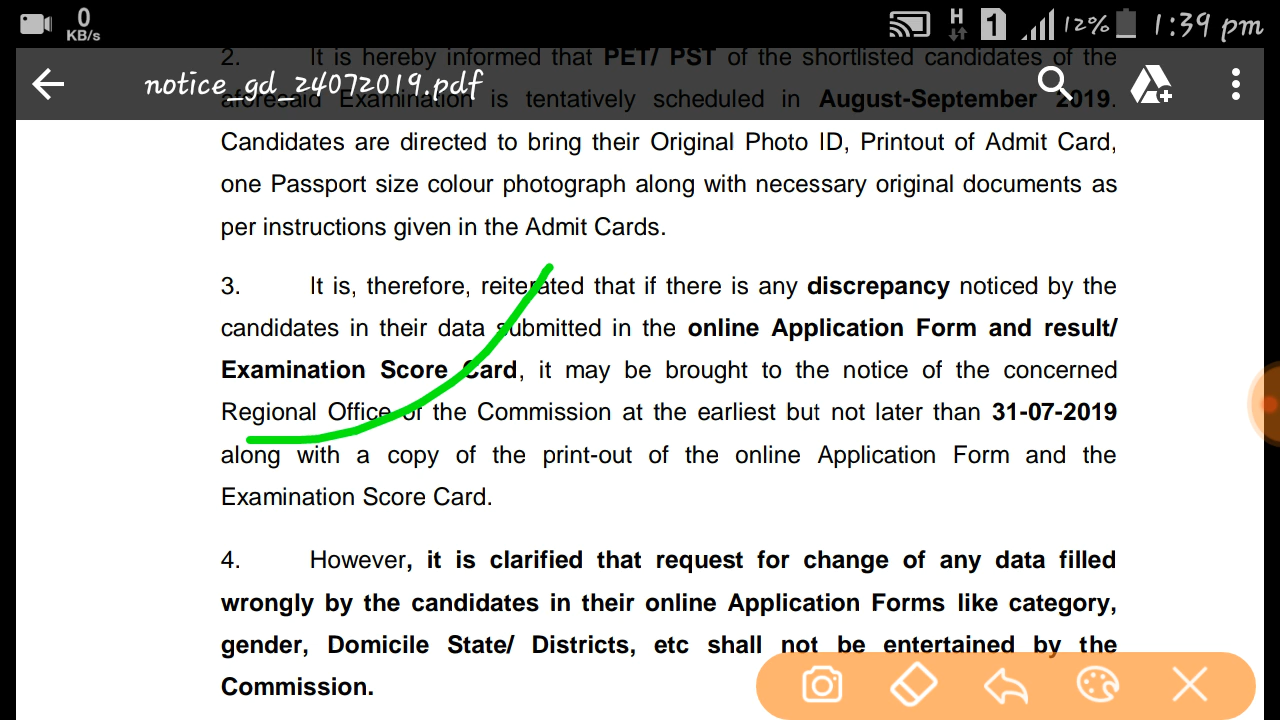 0
KB/s
H
1
12%
1:39 pm
2. It is hereby informed that PET/ PST of the shortlisted candidates of the
notice_gd_24072019.pdf
aforesaid Examination is tentatively scheduled in August-September 2019.
Candidates are directed to bring their Original Photo ID, Printout of Admit Card,
one Passport size colour photograph along with necessary original documents as
per instructions given in the Admit Cards.
3. It is, therefore, reiterated that if there is any discrepancy noticed by the
candidates in their data submitted in the online Application Form and result/
Examination Score Card, it may be brought to the notice of the concerned
Regional Office of the Commission at the earliest but not later than 31-07-2019
along with a copy of the print-out of the online Application Form and the
Examination Score Card.
4. However, it is clarified that request for change of any data filled
wrongly by the candidates in their online Application Forms like category,
gender, Domicile State/ Districts, etc shall not be entertained by the
Commission.